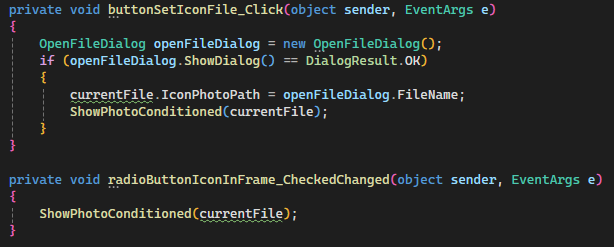 private void buttonSetIconFile_Click(object sender, EventArgs e)
{
    OpenFileDialog openFileDialog = new OpenFileDialog();
    if (openFileDialog.ShowDialog() == DialogResult.OK)
    {
        currentFile.IconPhotoPath = openFileDialog.FileName;
        ShowPhotoConditioned(currentFile);
    }
}

private void radioButtonIconInFrame_CheckedChanged(object sender, EventArgs e)
{
    ShowPhotoConditioned(currentFile);
}